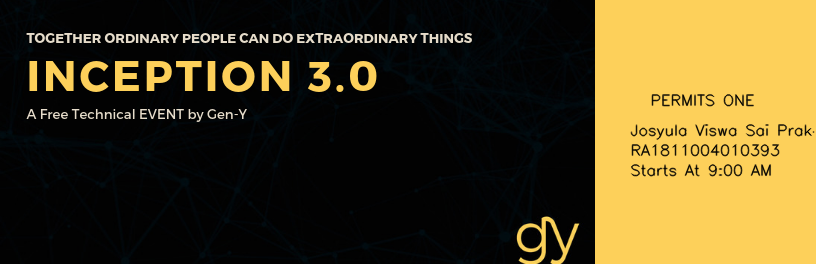 TOGETHER ORDINARY PEOPLE CAN DO EXTRAORDINARY THINGS
INCEPTION 3.0
A Free Technical EVENT by Gen-Y
gy
PERMITS ONE
Josyula Viswa Sai
RA1811004010393
Starts At 9:00 AM